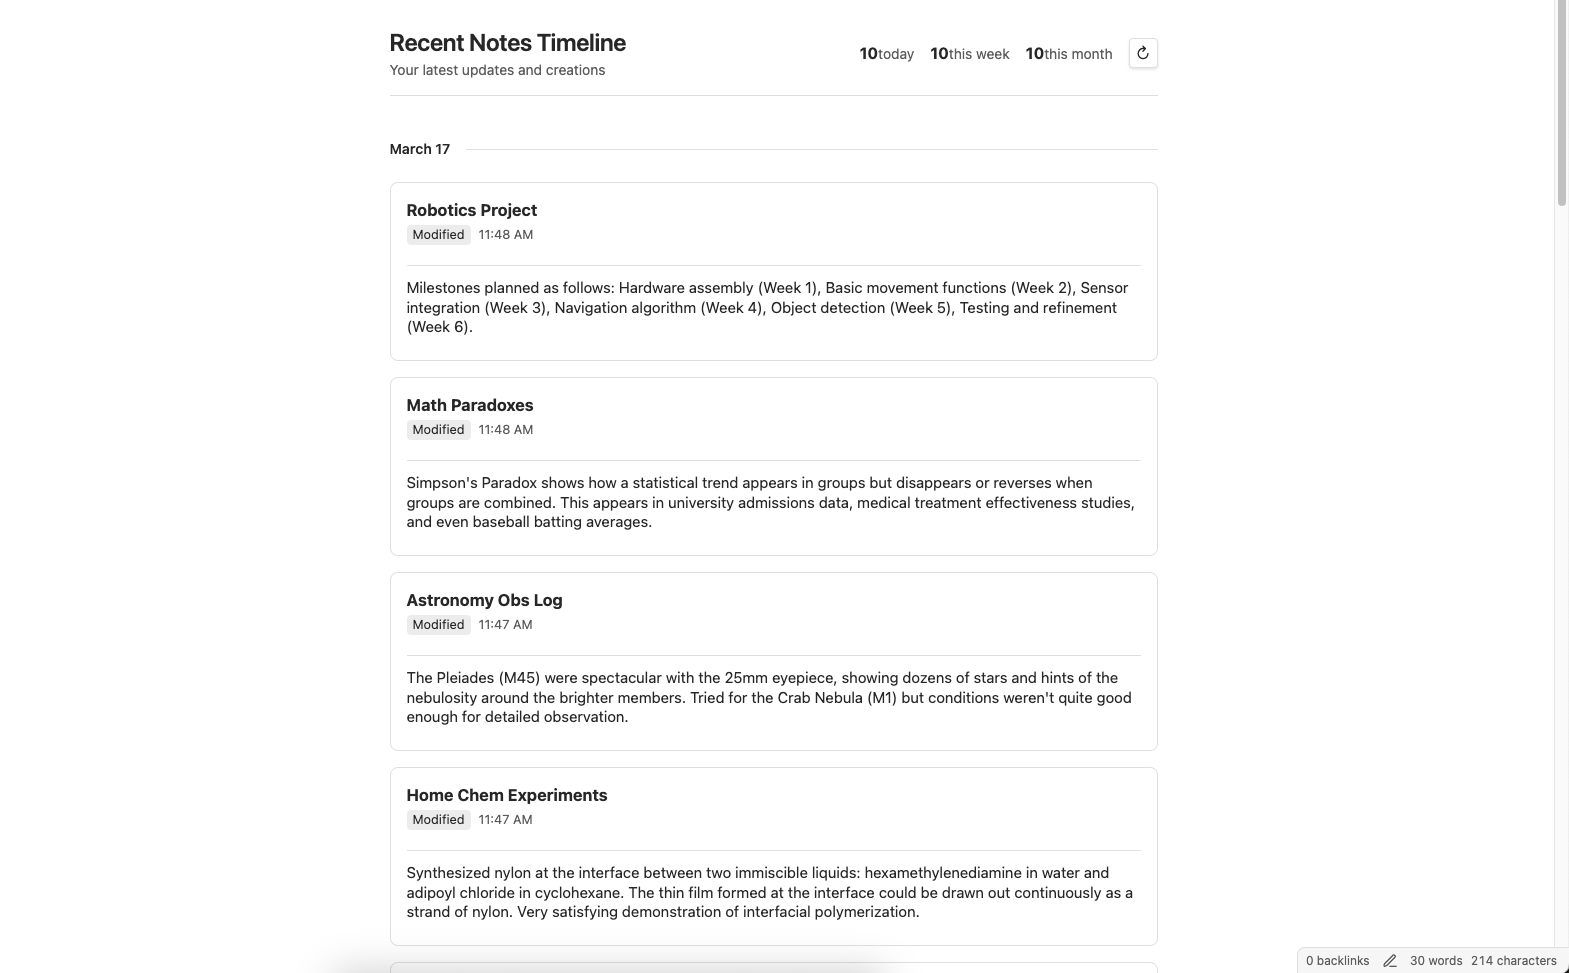 Recent Notes Timeline
Your latest updates and creations
10today 10this week 10this month
March 17
Robotics Project
Modified 11:48 AM
Milestones planned as follows: Hardware assembly (Week 1), Basic movement functions (Week 2), Sensor
integration (Week 3), Navigation algorithm (Week 4), Object detection (Week 5), Testing and refinement
(Week 6).
Math Paradoxes
Modified 11:48 AM
Simpson's Paradox shows how a statistical trend appears in groups but disappears or reverses when
groups are combined. This appears in university admissions data, medical treatment effectiveness studies,
and even baseball batting averages.
Astronomy Obs Log
Modified 11:47 AM
The Pleiades (M45) were spectacular with the 25mm eyepiece, showing dozens of stars and hints of the
nebulosity around the brighter members. Tried for the Crab Nebula (M1) but conditions weren't quite good
enough for detailed observation.
Home Chem Experiments
Modified 11:47 AM
Synthesized nylon at the interface between two immiscible liquids: hexamethylenediamine in water and
adipoyl chloride in cyclohexane. The thin film formed at the interface could be drawn out continuously as a
strand of nylon. Very satisfying demonstration of interfacial polymerization.
0 backlinks 30 words 214 characters